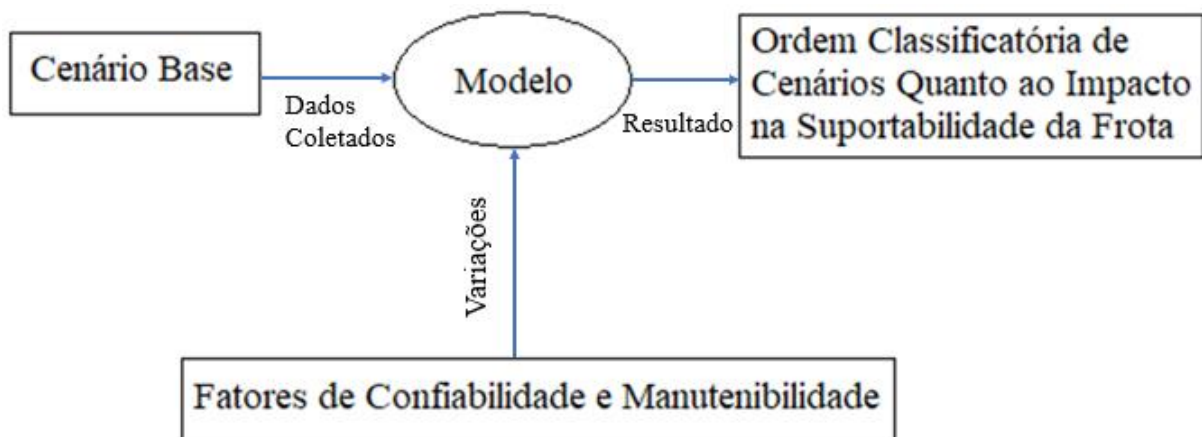 Cenário Base
Dados
Coletados
Modelo
Resultado
Ordem Classificatória de
Cenários Quanto ao Impacto
na Suportabilidade da Frota
Variações
Fatores de Confiabilidade e Manutenibilidade